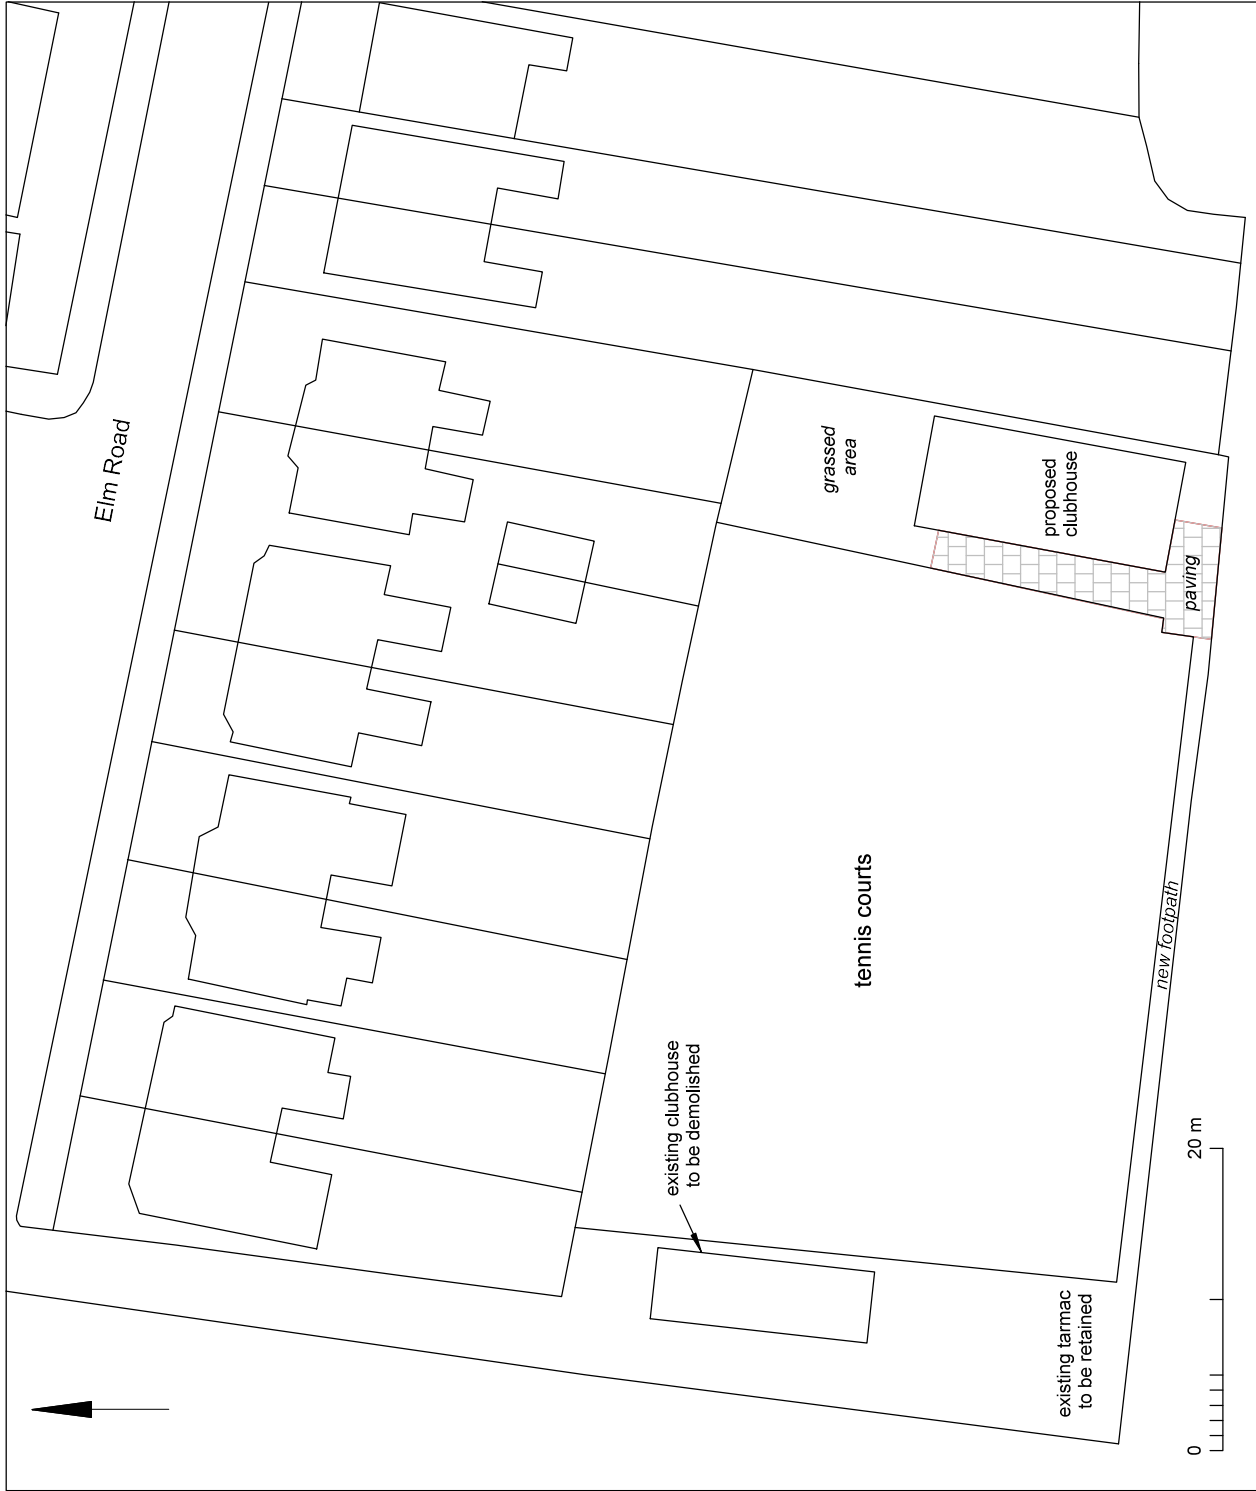 Elm Road
grassed
area
proposed
clubhouse
paving
tennis courts
new footpath
existing clubhouse
to be demolished
existing tarmac
to be retained
0
20 m